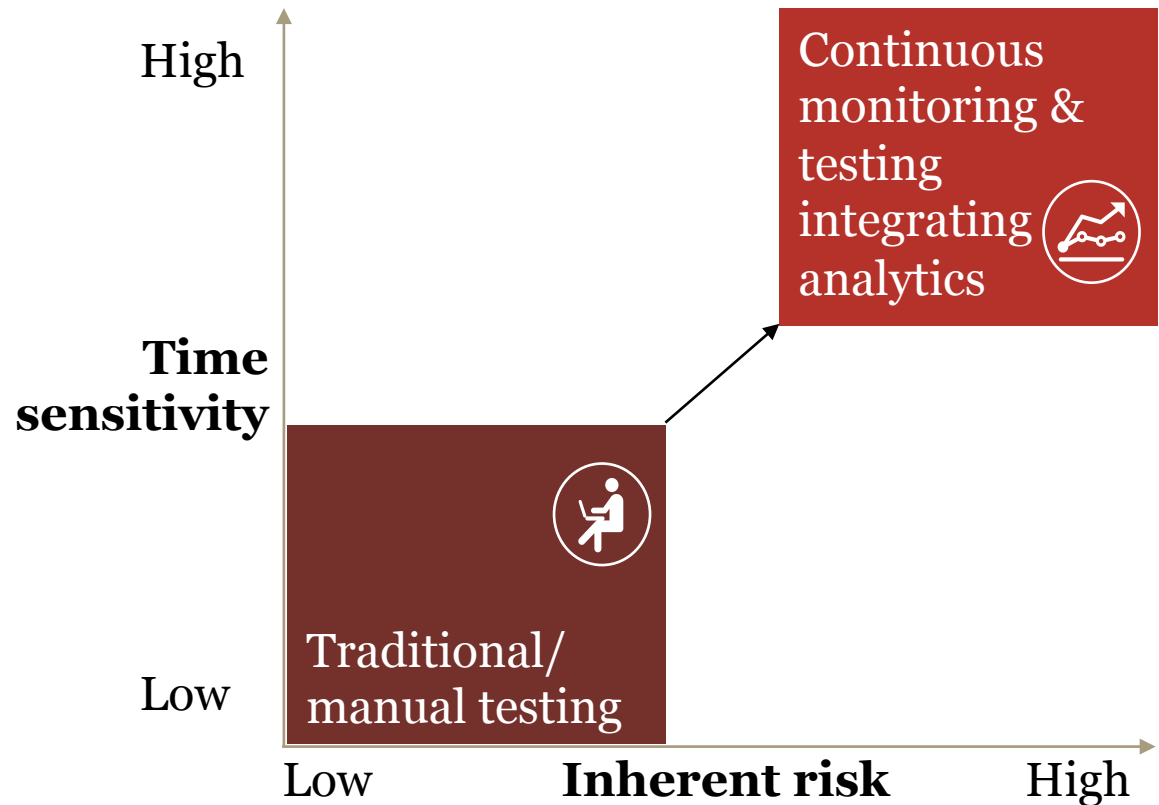 High
Continuous
monitoring &
testing
integrating
analytics
Time
sensitivity
Traditional/
manual testing
Low
Low
Inherent risk
High